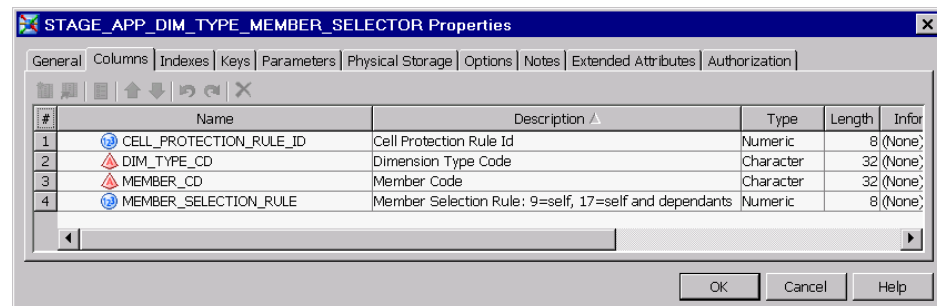 STAGE_APP_DIM_TYPE_MEMBER_SELECTOR Properties
General Columns Indexes Keys Parameters Physical Storage Options Notes Extended Attributes Authorization
# Name Description Type Length Infor
1 CELL_PROTECTION_RULE_ID Cell Protection Rule Id Numeric 8 (None)
2 DIM_TYPE_CD Dimension Type Code Character 32 (None)
3 MEMBER_CD Member Code Character 32 (None)
4 MEMBER_SELECTION_RULE Member Selection Rule: 9=self, 17=self and dependants Numeric 8 (None)
OK Cancel Help